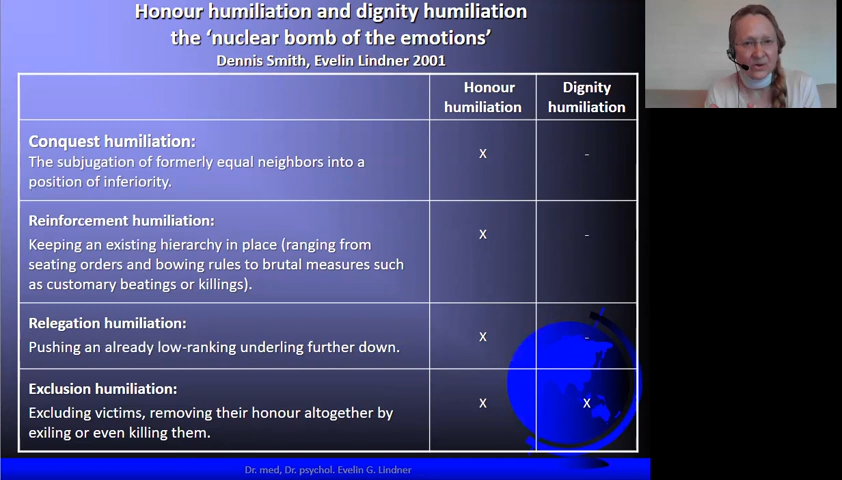 Honour humiliation and dignity humiliation
the 'nuclear bomb of the emotions'
Dennis Smith, Evelin Lindner 2001
Honour
humiliation
Dignity
humiliation
Conquest humiliation:
The subjugation of formerly equal neighbors into a
position of inferiority.
X
-
Reinforcement humiliation:
Keeping an existing hierarchy in place (ranging from
seating orders and bowing rules to brutal measures such
as customary beatings or killings).
X
-
Relegation humiliation:
Pushing an already low-ranking underling further down.
X
-
Exclusion humiliation:
Excluding victims, removing their honour altogether by
exiling or even killing them.
X
X
Dr. med, Dr. psychol. Evelin G. Lindner